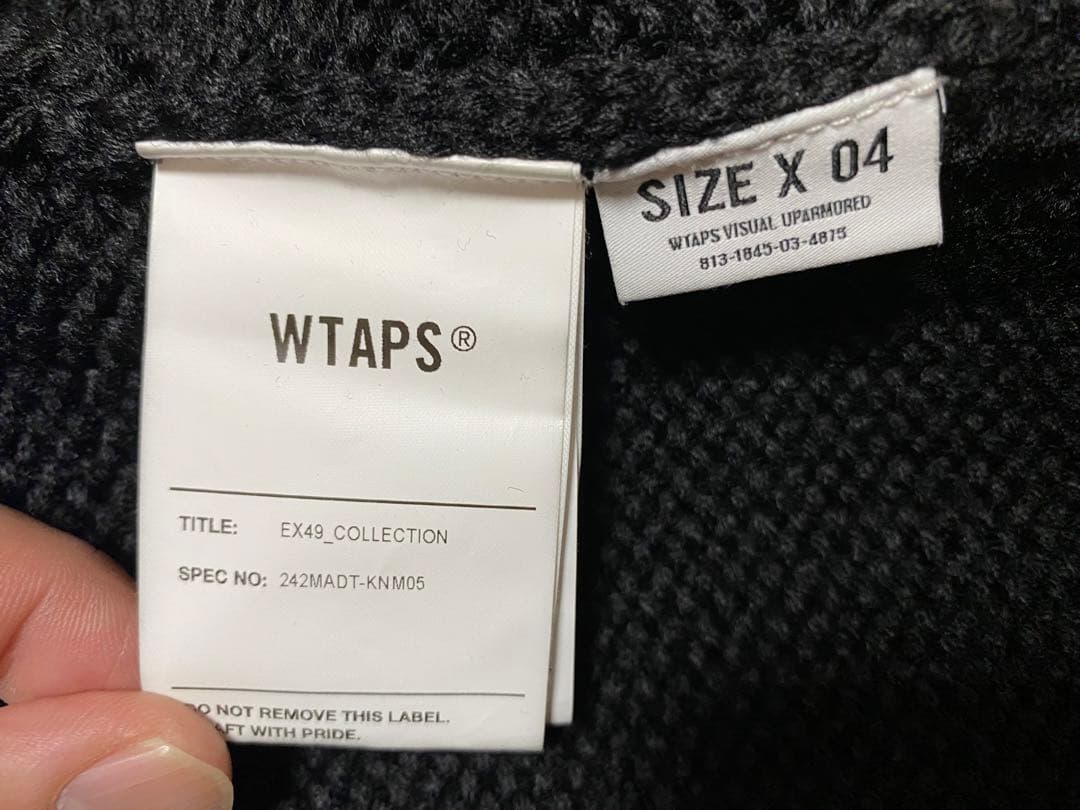 WTAPS®
TITLE: EX49_COLLECTION
SPEC NO: 242MADT-KNM05
DO NOT REMOVE THIS LABEL.
WITH PRIDE.
SIZE X 04
WTAPS VISUAL UPARMORED
813-1845-03-4875